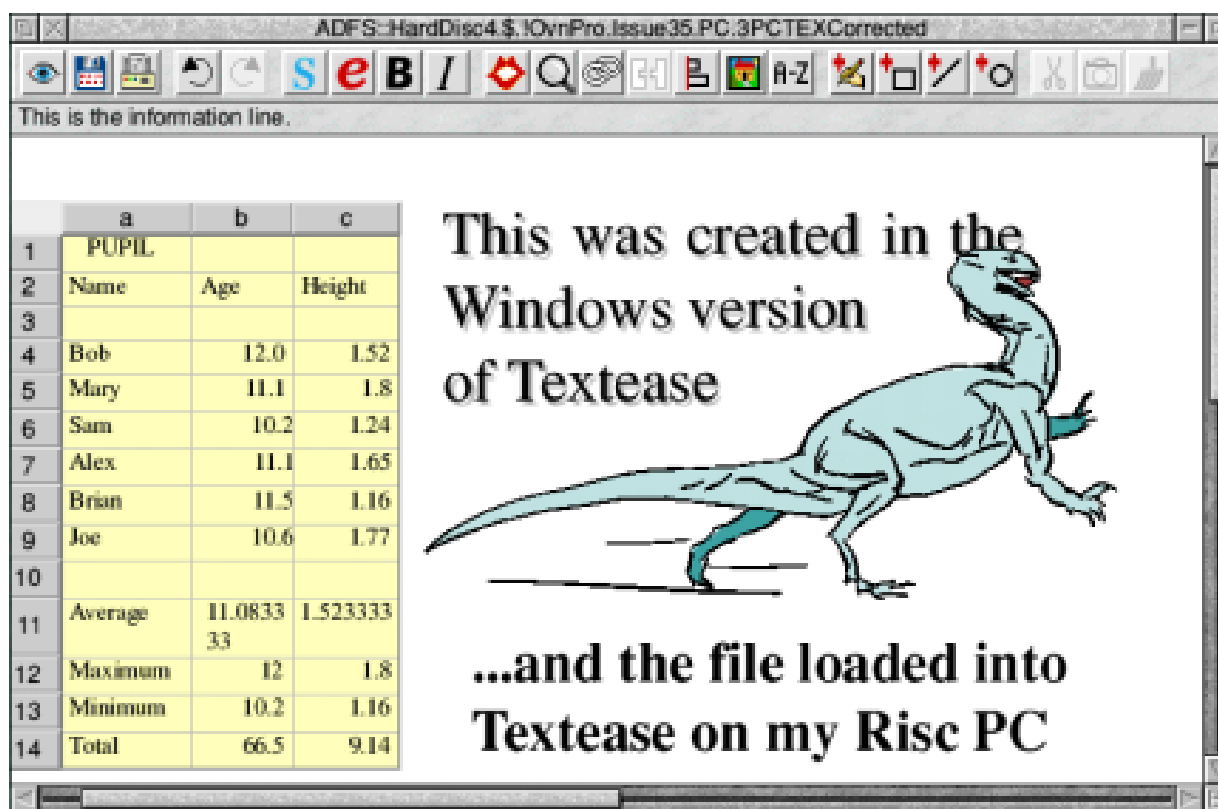 ADFS::HardDisc4.$.!OvnPro.Issue35.PC.3PCTEXCorrected
S e B I A-Z
This is the information line.
a b c
1 PUPIL
2 Name Age Height
3
4 Bob 12.0 1.52
5 Mary 11.1 1.8
6 Sam 10.2 1.24
7 Alex 11.1 1.65
8 Brian 11.5 1.16
9 Joe 10.6 1.77
10
11 Average 11.0833 1.523333
33
12 Maximum 12 1.8
13 Minimum 10.2 1.16
14 Total 66.5 9.14
This was created in the
Windows version
of Textease
...and the file loaded into
Textease on my Risc PC